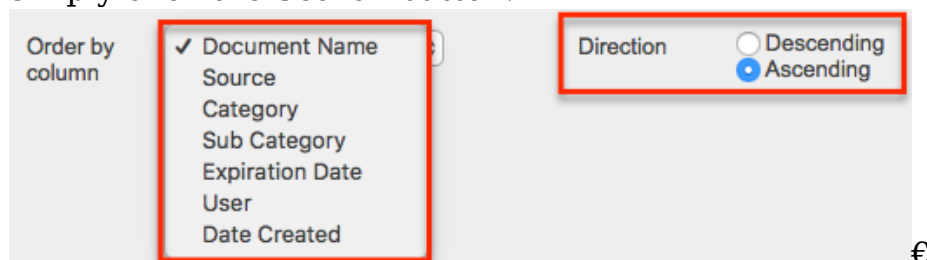 Order by column
✓ Document Name
Source
Category
Sub Category
Expiration Date
User
Date Created
Direction
Descending
Ascending
€